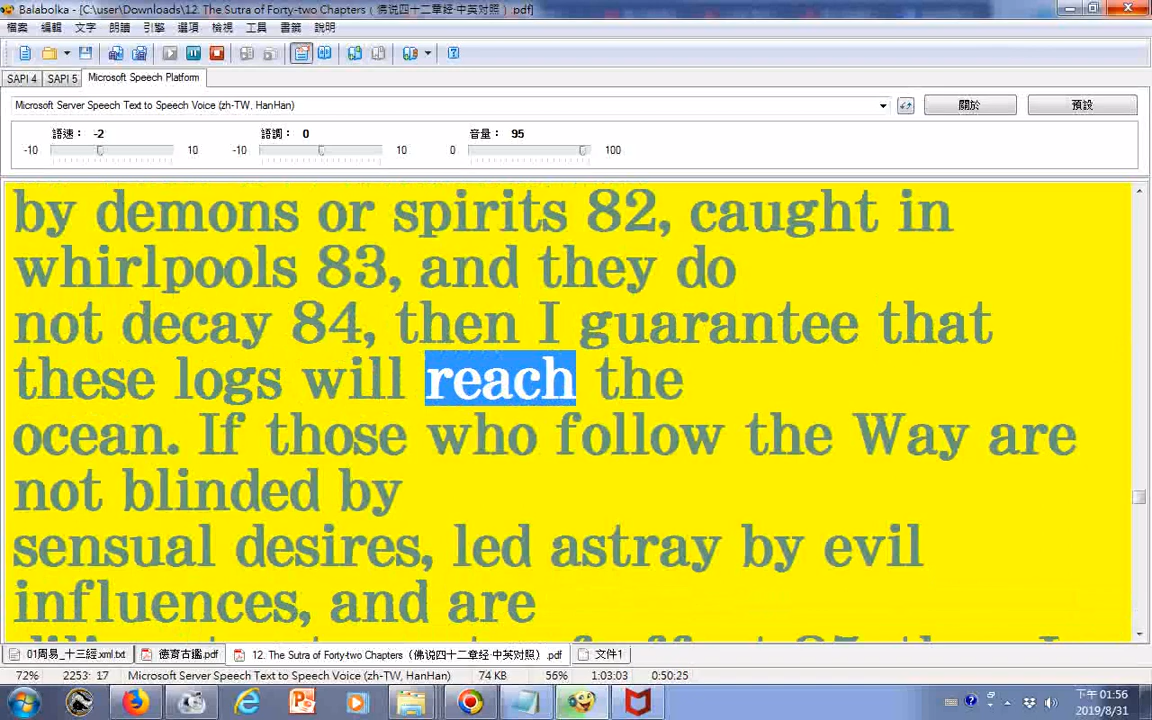 Balabolka - [C:\user\Downloads\12. The Sutra of Forty-two Chapters（佛说四十二章经·中英对照）.pdf]
檔案 編輯 文字 朗讀 引擎 選項 檢視 工具 書籤 說明
SAPI 4 SAPI 5 Microsoft Speech Platform
Microsoft Server Speech Text to Speech Voice (zh-TW, HanHan) 關於 預設
語速： -2 語調： 0 音量： 95
-10 10 -10 10 0 100
by demons or spirits 82, caught in
whirlpools 83, and they do
not decay 84, then I guarantee that
these logs will reach the
ocean. If those who follow the Way are
not blinded by
sensual desires, led astray by evil
influences, and are
01周易_十三經.xml.txt 德育古鑑.pdf 12. The Sutra of Forty-two Chapters（佛说四十二章经·中英对照）.pdf 文件1
72% 2253: 17 Microsoft Server Speech Text to Speech Voice (zh-TW, HanHan) 74 KB 56% 1:03:03 0:50:25
下午 01:56
2019/8/31